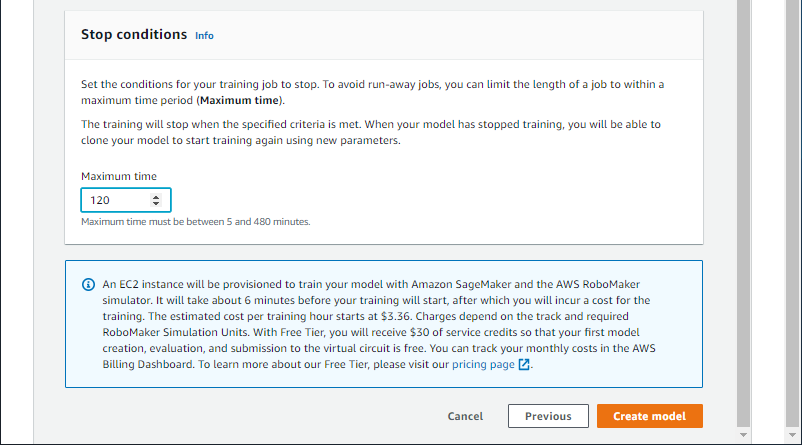 Stop conditions Info
Set the conditions for your training job to stop. To avoid run-away jobs, you can limit the length of a job to within a
maximum time period (Maximum time).
The training will stop when the specified criteria is met. When your model has stopped training, you will be able to
clone your model to start training again using new parameters.
Maximum time
120
Maximum time must be between 5 and 480 minutes.
An EC2 instance will be provisioned to train your model with Amazon SageMaker and the AWS RoboMaker
simulator. It will take about 6 minutes before your training will start, after which you will incur a cost for the
training. The estimated cost per training hour starts at $3.36. Charges depend on the track and required
RoboMaker Simulation Units. With Free Tier, you will receive $30 of service credits so that your first model
creation, evaluation, and submission to the virtual circuit is free. You can track your monthly costs in the AWS
Billing Dashboard. To learn more about our Free Tier, please visit our pricing page.
Cancel Previous Create model